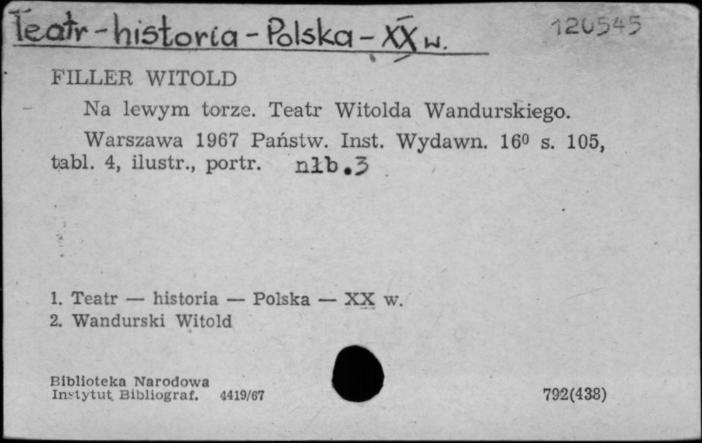 Teatr - historia - Polska - XX w.
120545
FILLER WITOLD
Na lewym torze. Teatr Witolda Wandurskiego.
Warszawa 1967 Państw. Inst. Wydawn. 16⁰ s. 105,
tabl. 4, ilustr., portr. nlb.3
1. Teatr — historia — Polska — XX w.
2. Wandurski Witold
Biblioteka Narodowa
Instytut Bibliograf. 4419/67
792(438)